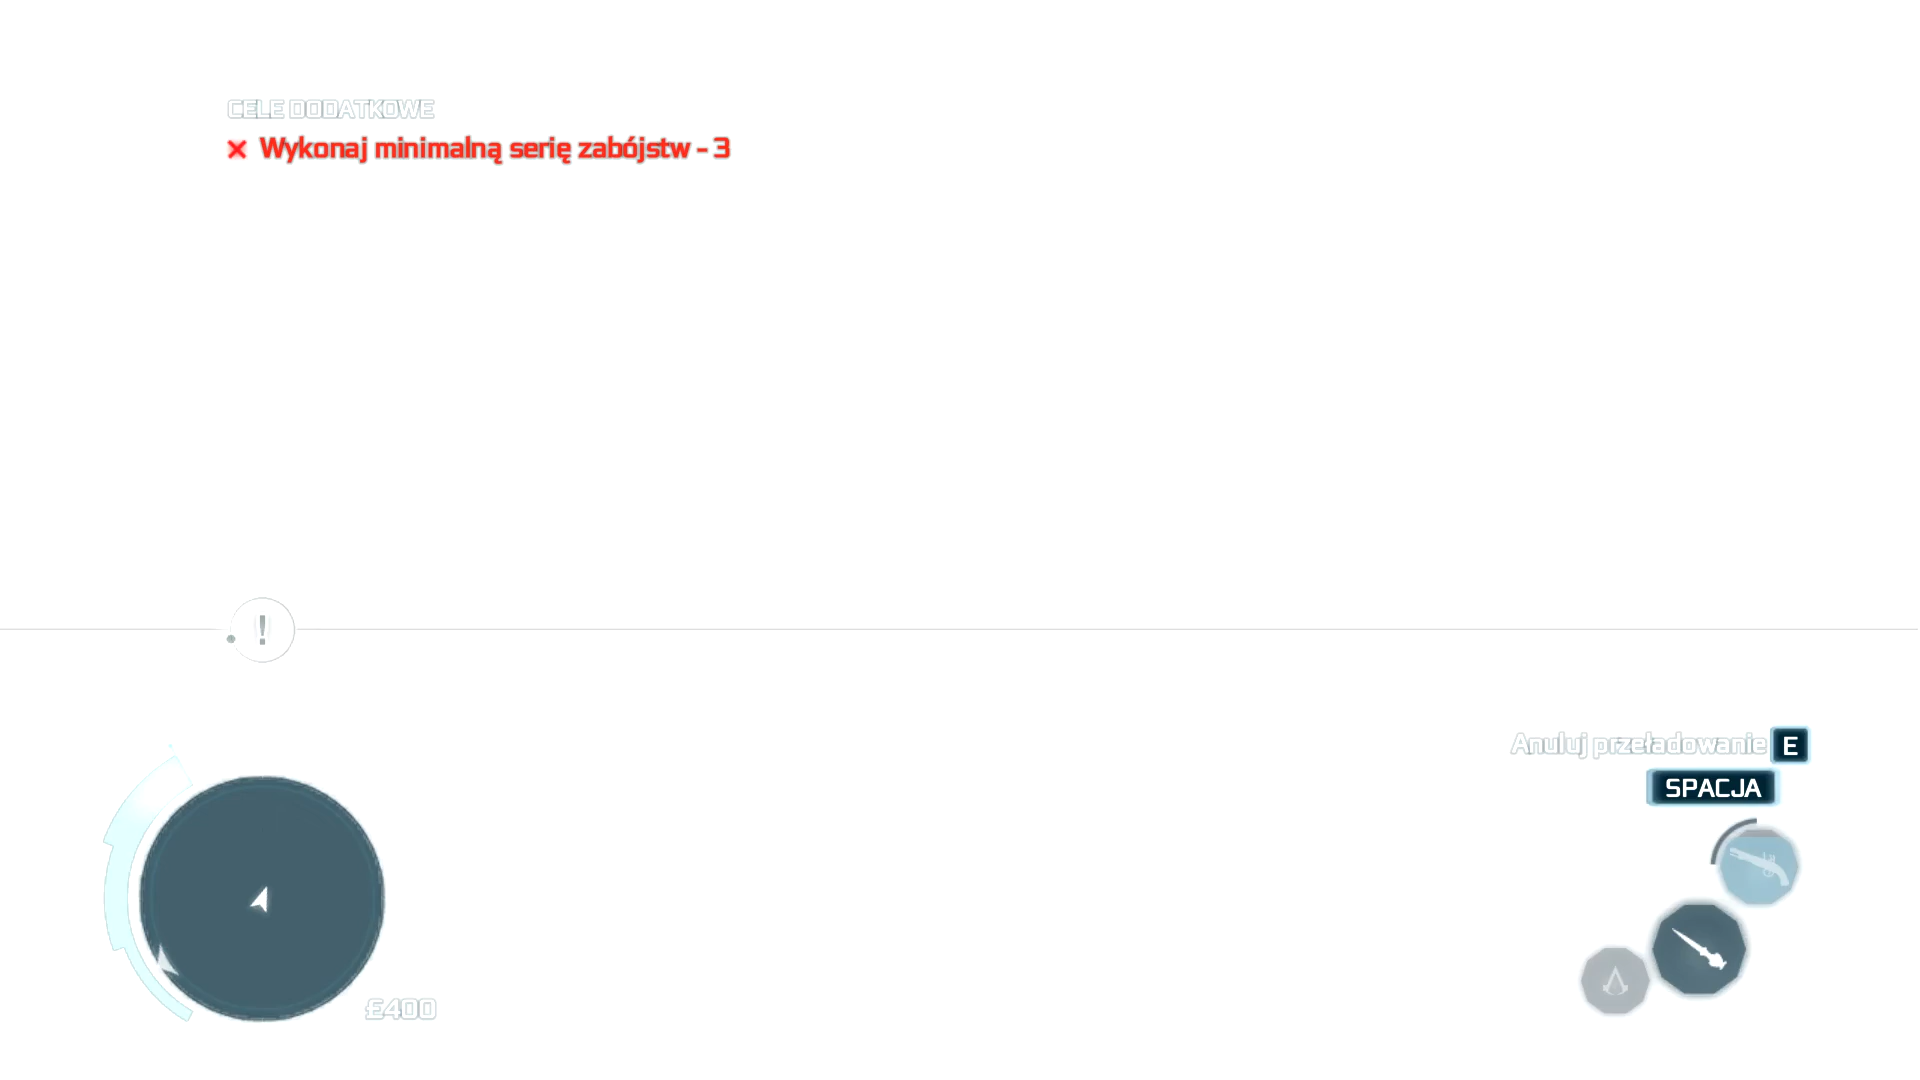 CELE DODATKOWE
× Wykonaj minimalną serię zabójstw - 3
!
Anuluj przeładowanie E
SPACJA
£400